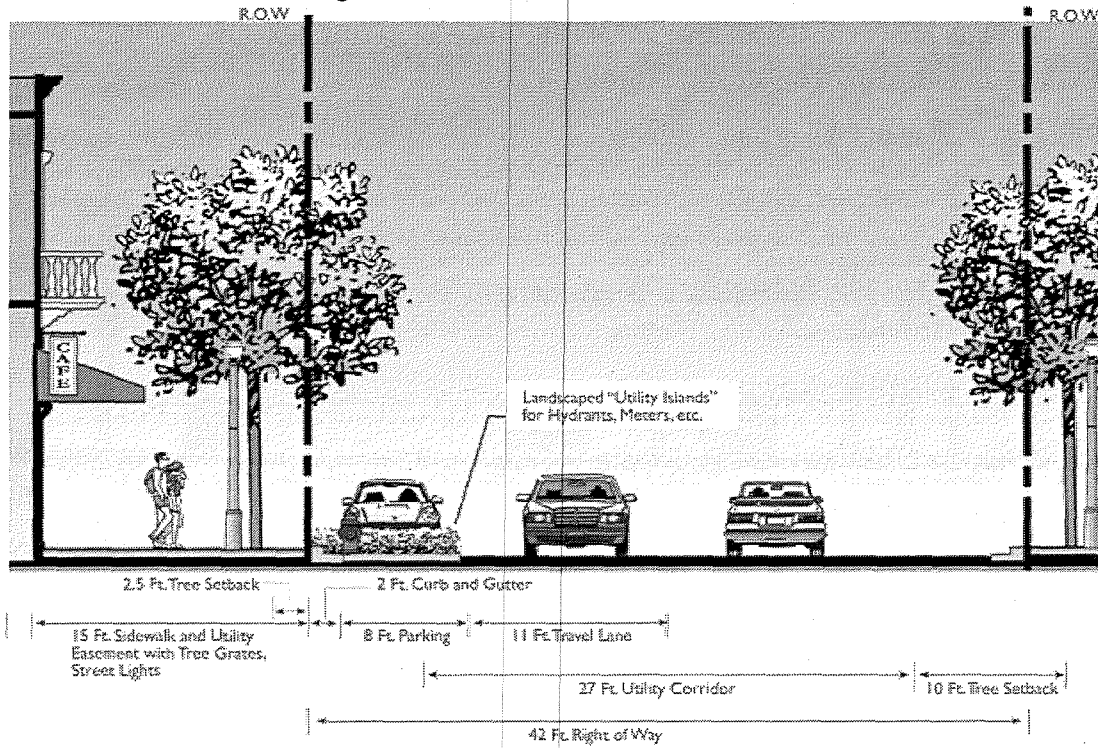 R.O.W
R.O.W
CAFE
Landscaped "Utility Islands"
for Hydrants, Meters, etc.
2.5 Ft. Tree Setback
2 Ft. Curb and Gutter
15 Ft. Sidewalk and Utility
Easement with Tree Grates,
Street Lights
8 Ft. Parking
11 Ft. Travel Lane
27 Ft. Utility Corridor
10 Ft. Tree Setback
42 Ft. Right of Way